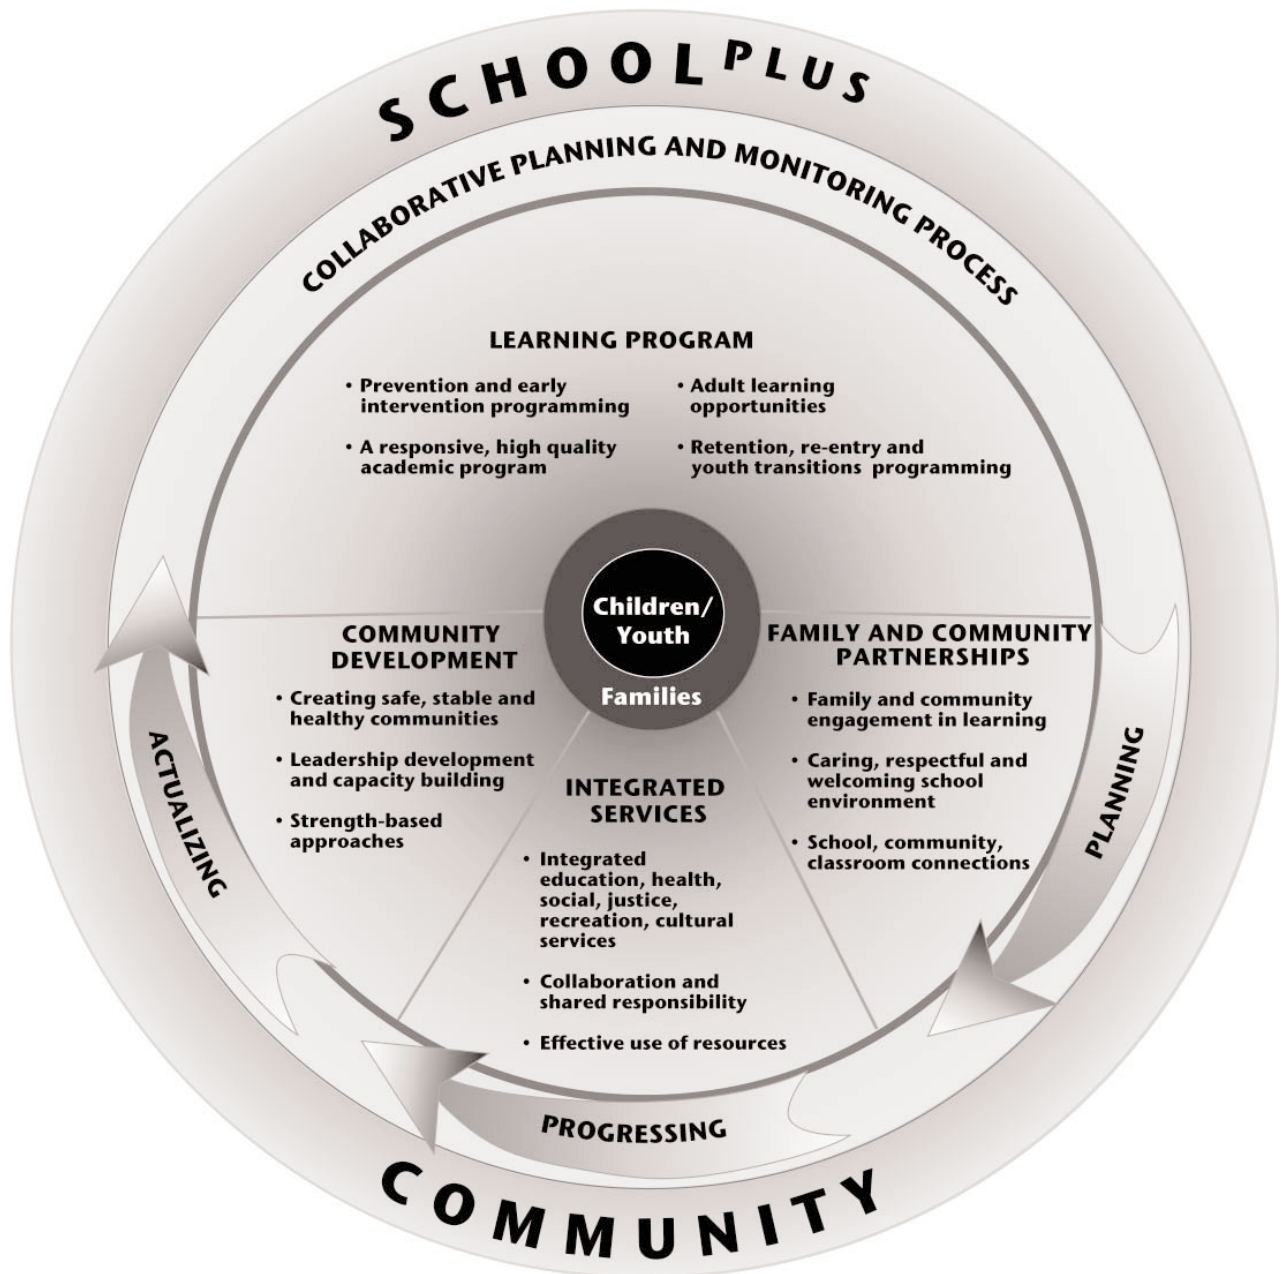 SCHOOL PLUS
COLLABORATIVE PLANNING AND MONITORING PROCESS
LEARNING PROGRAM
• Prevention and early
intervention programming
• A responsive, high quality
academic program
• Adult learning
opportunities
• Retention, re-entry and
youth transitions programming
Children/
Youth
Families
COMMUNITY
DEVELOPMENT
• Creating safe, stable and
healthy communities
• Leadership development
and capacity building
• Strength-based
approaches
INTEGRATED
SERVICES
• Integrated
education, health,
social, justice,
recreation, cultural
services
• Collaboration and
shared responsibility
• Effective use of resources
FAMILY AND COMMUNITY
PARTNERSHIPS
• Family and community
engagement in learning
• Caring, respectful and
welcoming school
environment
• School, community,
classroom connections
PLANNING
PROGRESSING
ACTUALIZING
COMMUNITY